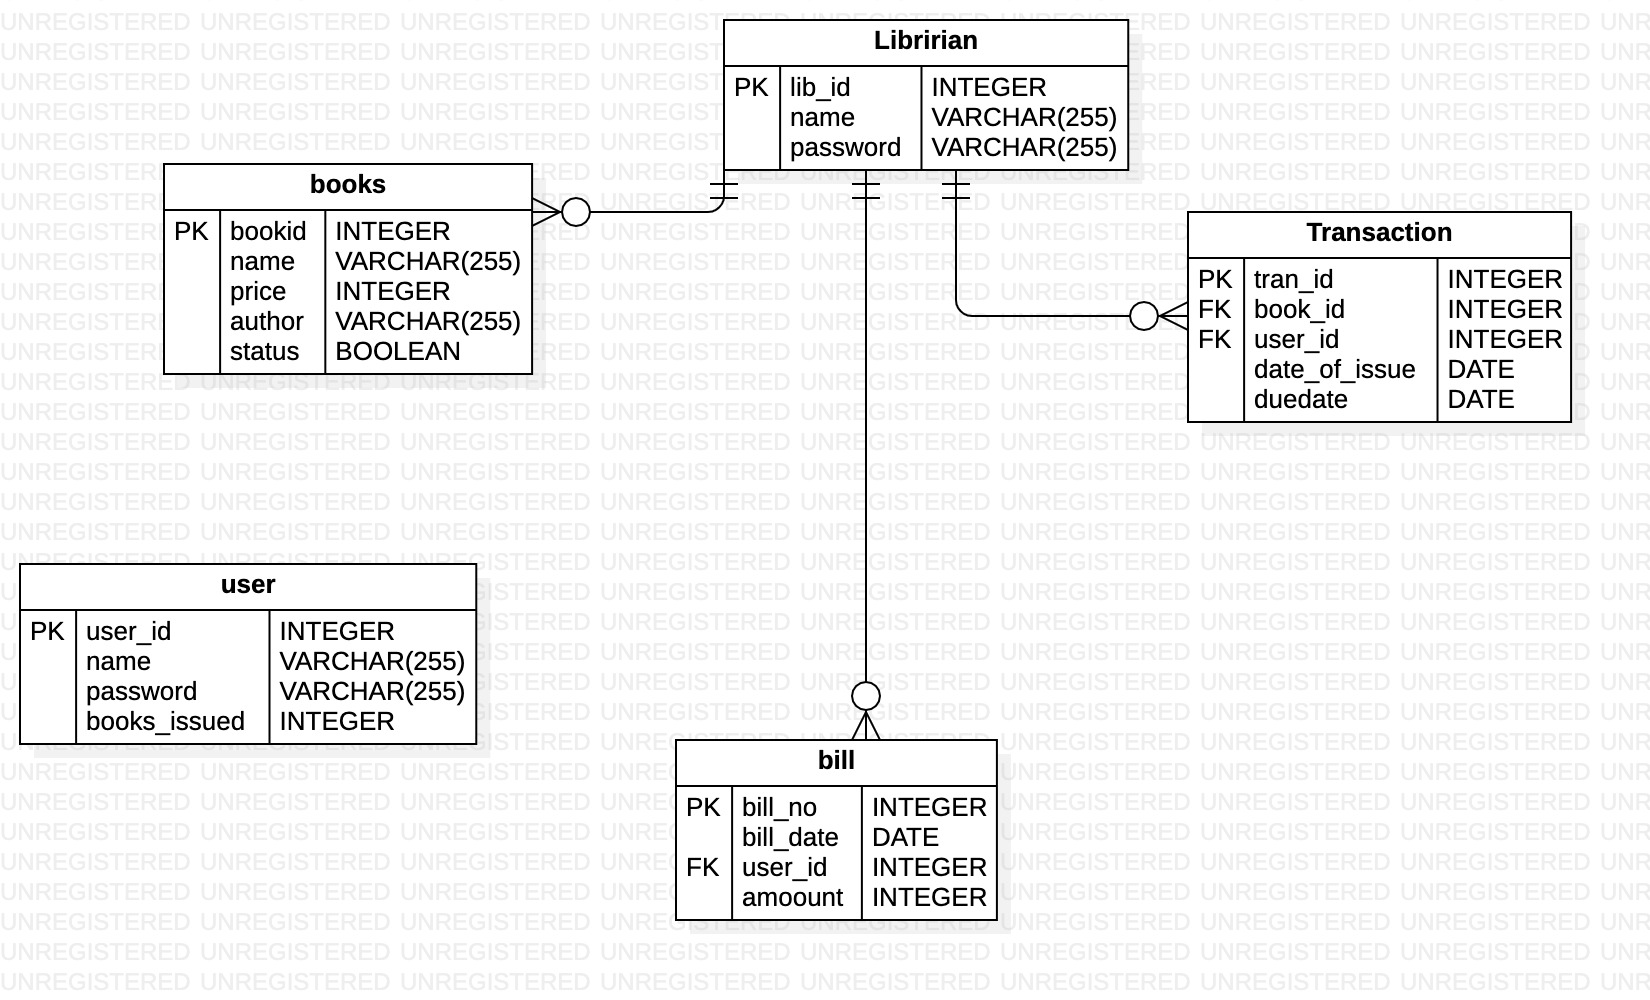 Libririan
PK lib_id INTEGER
name VARCHAR(255)
password VARCHAR(255)
books
PK bookid INTEGER
name VARCHAR(255)
price INTEGER
author VARCHAR(255)
status BOOLEAN
Transaction
PK tran_id INTEGER
FK book_id INTEGER
FK user_id INTEGER
date_of_issue DATE
duedate DATE
user
PK user_id INTEGER
name VARCHAR(255)
password VARCHAR(255)
books_issued INTEGER
bill
PK bill_no INTEGER
bill_date DATE
FK user_id INTEGER
amoount INTEGER
UNREGISTERED